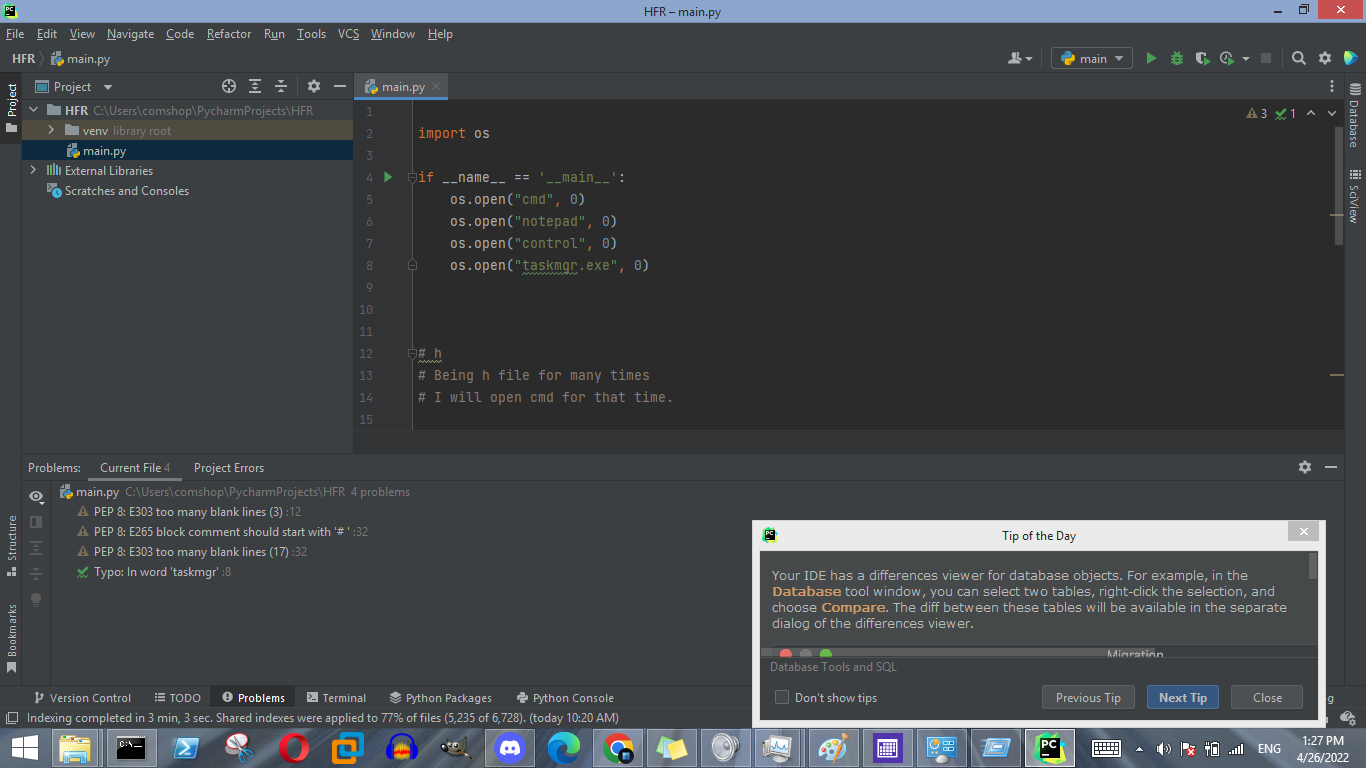 HFR – main.py
File Edit View Navigate Code Refactor Run Tools VCS Window Help
HFR main.py
main
Project
Project
main.py
Database
SciView
HFR C:\Users\comshop\PycharmProjects\HFR
venv library root
main.py
External Libraries
Scratches and Consoles
3 1
1
2 import os
3
4 if __name__ == '__main__':
5 os.open("cmd", 0)
6 os.open("notepad", 0)
7 os.open("control", 0)
8 os.open("taskmgr.exe", 0)
9
10
11
12 # h
13 # Being h file for many times
14 # I will open cmd for that time.
15
Problems: Current File 4 Project Errors
main.py C:\Users\comshop\PycharmProjects\HFR 4 problems
PEP 8: E303 too many blank lines (3) :12
PEP 8: E265 block comment should start with '# ' :32
PEP 8: E303 too many blank lines (17) :32
Typo: In word 'taskmgr' :8
Structure
Bookmarks
PC
Tip of the Day
Your IDE has a differences viewer for database objects. For example, in the
Database tool window, you can select two tables, right-click the selection, and
choose Compare. The diff between these tables will be available in the separate
dialog of the differences viewer.
Migration
Database Tools and SQL
Don't show tips
Previous Tip Next Tip Close
Version Control TODO Problems Terminal Python Packages Python Console
Indexing completed in 3 min, 3 sec. Shared indexes were applied to 77% of files (5,235 of 6,728). (today 10:20 AM)
C:\_
PC
ENG
1:27 PM
4/26/2022